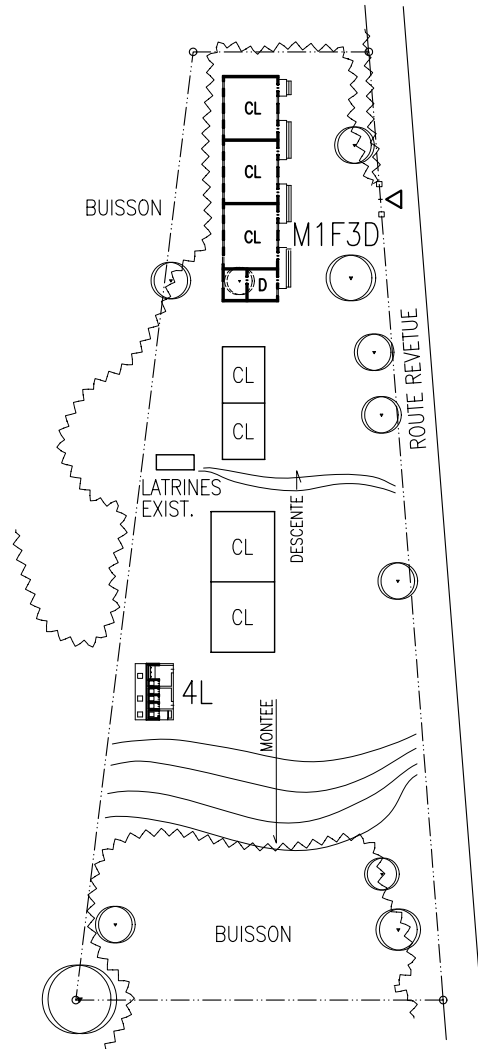 CL
CL
BUISSON
CL
M1F3D
D
ROUTE REVETUE
CL
CL
LATRINES
EXIST.
DESCENTE
CL
CL
4L
MONTEE
BUISSON